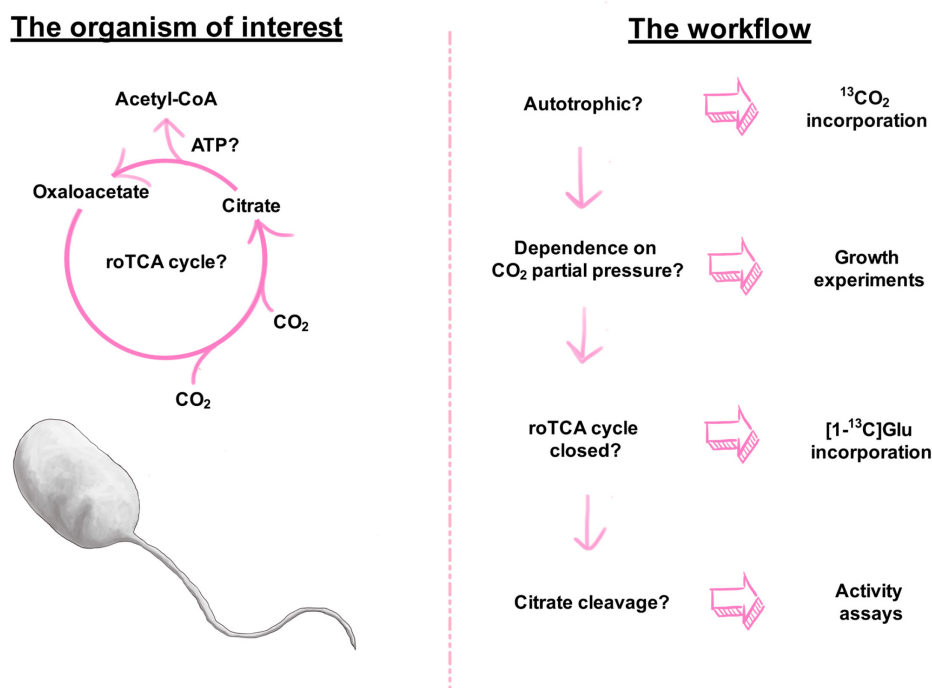 The organism of interest
Acetyl-CoA
ATP?
Oxaloacetate
Citrate
roTCA cycle?
CO₂
CO₂
The workflow
Autotrophic?
¹³CO₂
incorporation
Dependence on
CO₂ partial pressure?
Growth
experiments
roTCA cycle
closed?
[1-¹³C]Glu
incorporation
Citrate cleavage?
Activity
assays